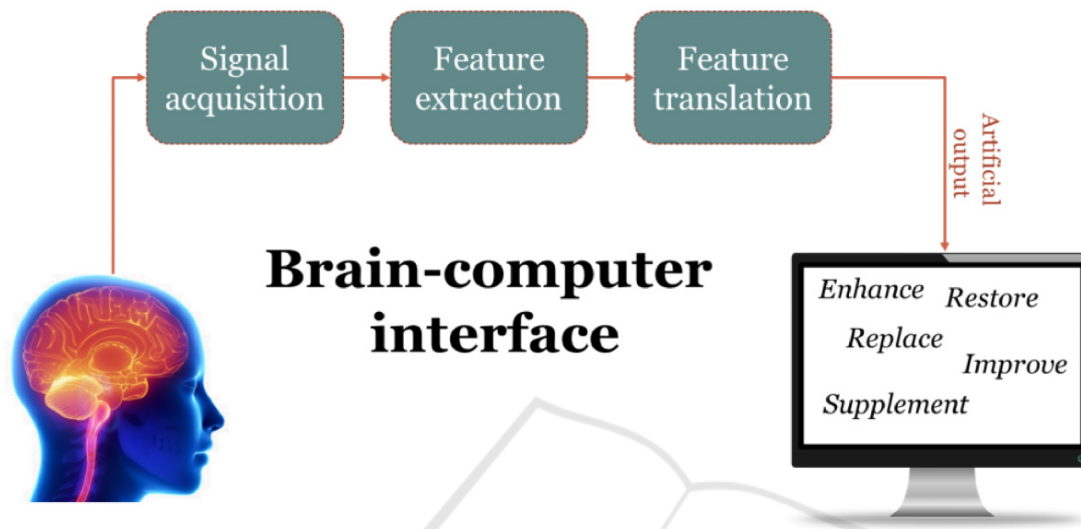 Signal
acquisition
Feature
extraction
Feature
translation
Artificial
output
Brain-computer
interface
Enhance
Restore
Replace
Improve
Supplement